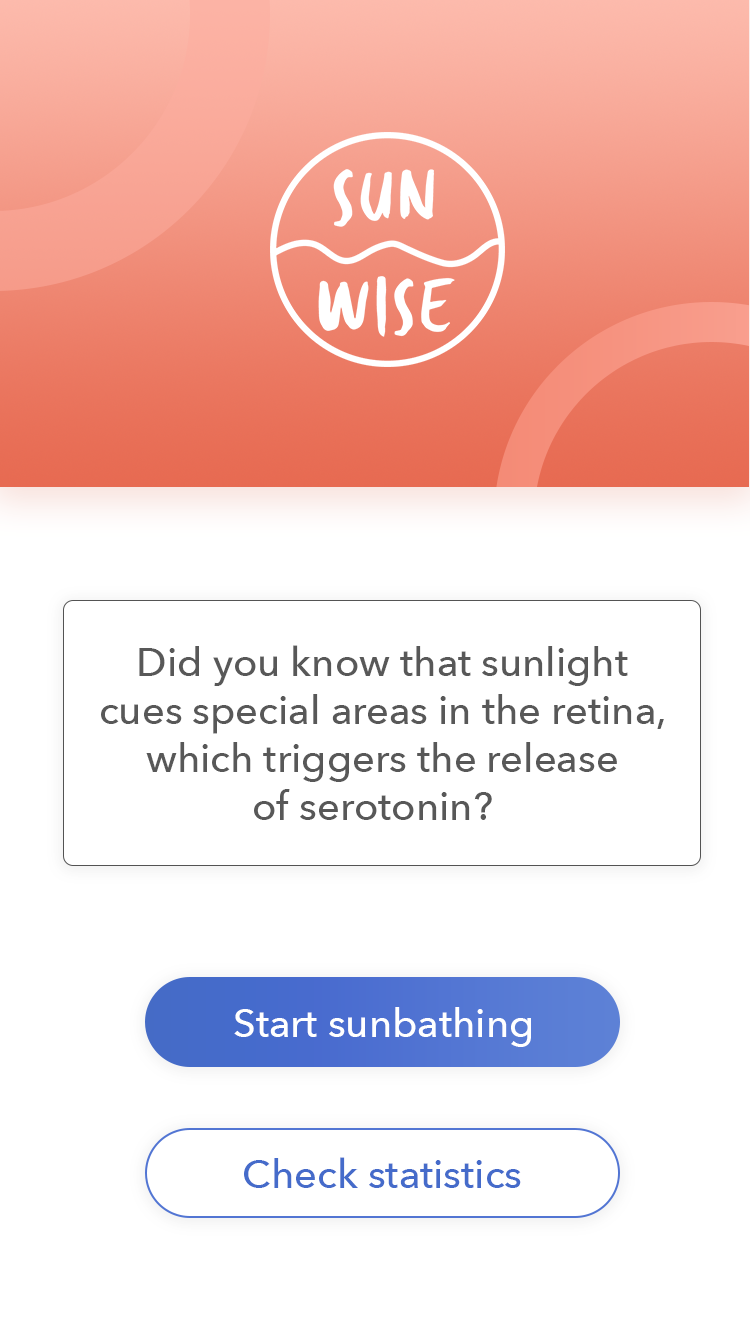 SUN
WISE
Did you know that sunlight
cues special areas in the retina,
which triggers the release
of serotonin?
Start sunbathing
Check statistics